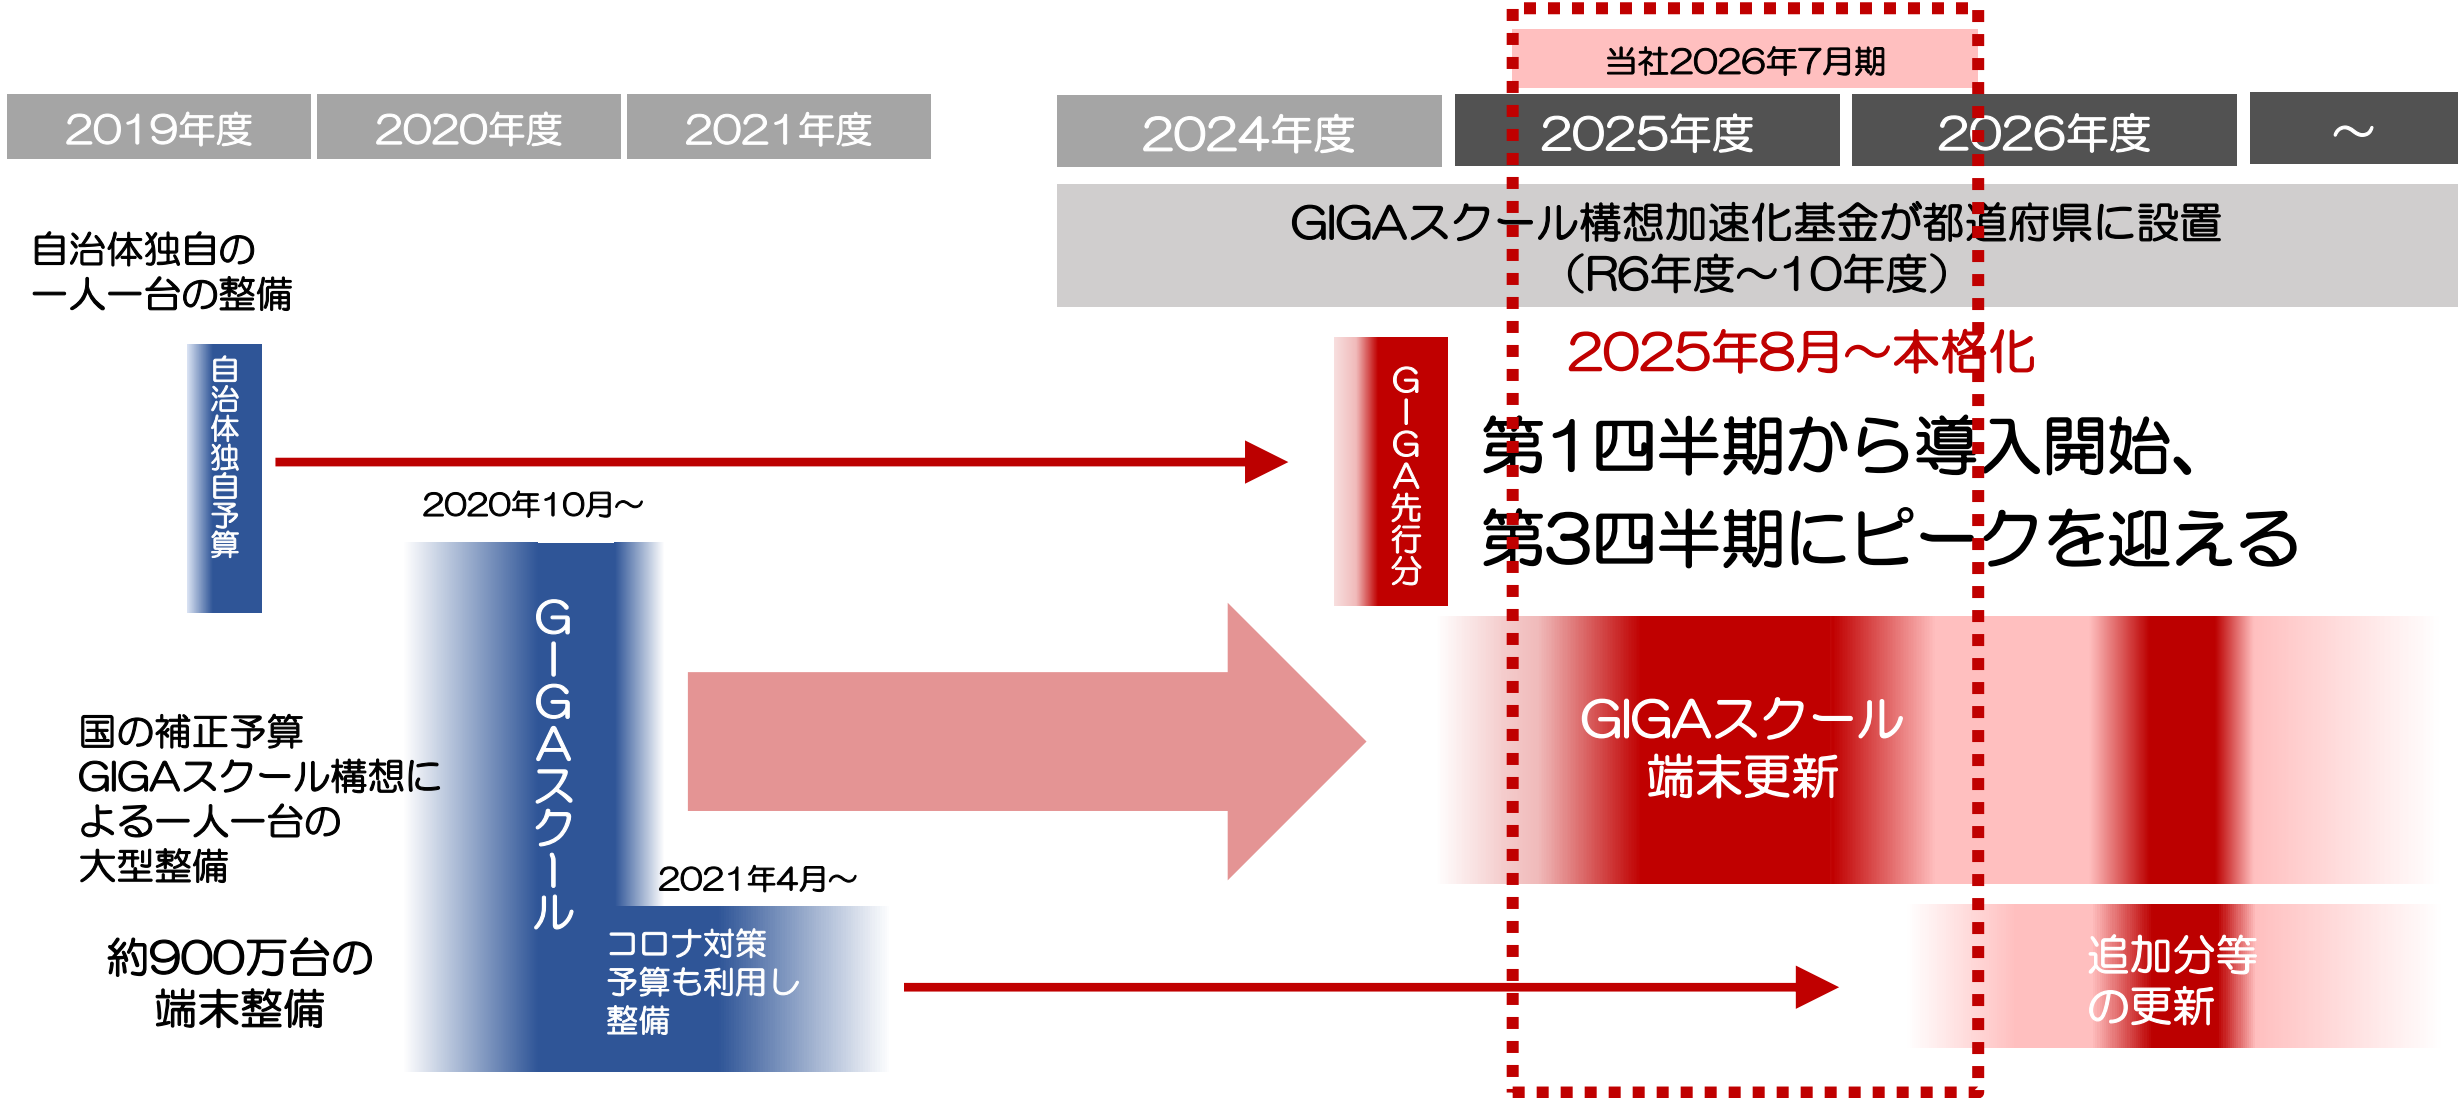 当社2026年7月期
2019年度
2020年度
2021年度
2024年度
2025年度
2026年度
～
GIGAスクール構想加速化基金が都道府県に設置
（R6年度～10年度）
自治体独自の
一人一台の整備
自治体独自予算
GIGA先行分
2025年8月～本格化
第1四半期から導入開始、
第3四半期にピークを迎える
2020年10月～
GIGAスクール
国の補正予算
GIGAスクール構想に
よる一人一台の
大型整備
GIGAスクール
端末更新
約900万台の
端末整備
2021年4月～
コロナ対策
予算も利用し
整備
追加分等
の更新